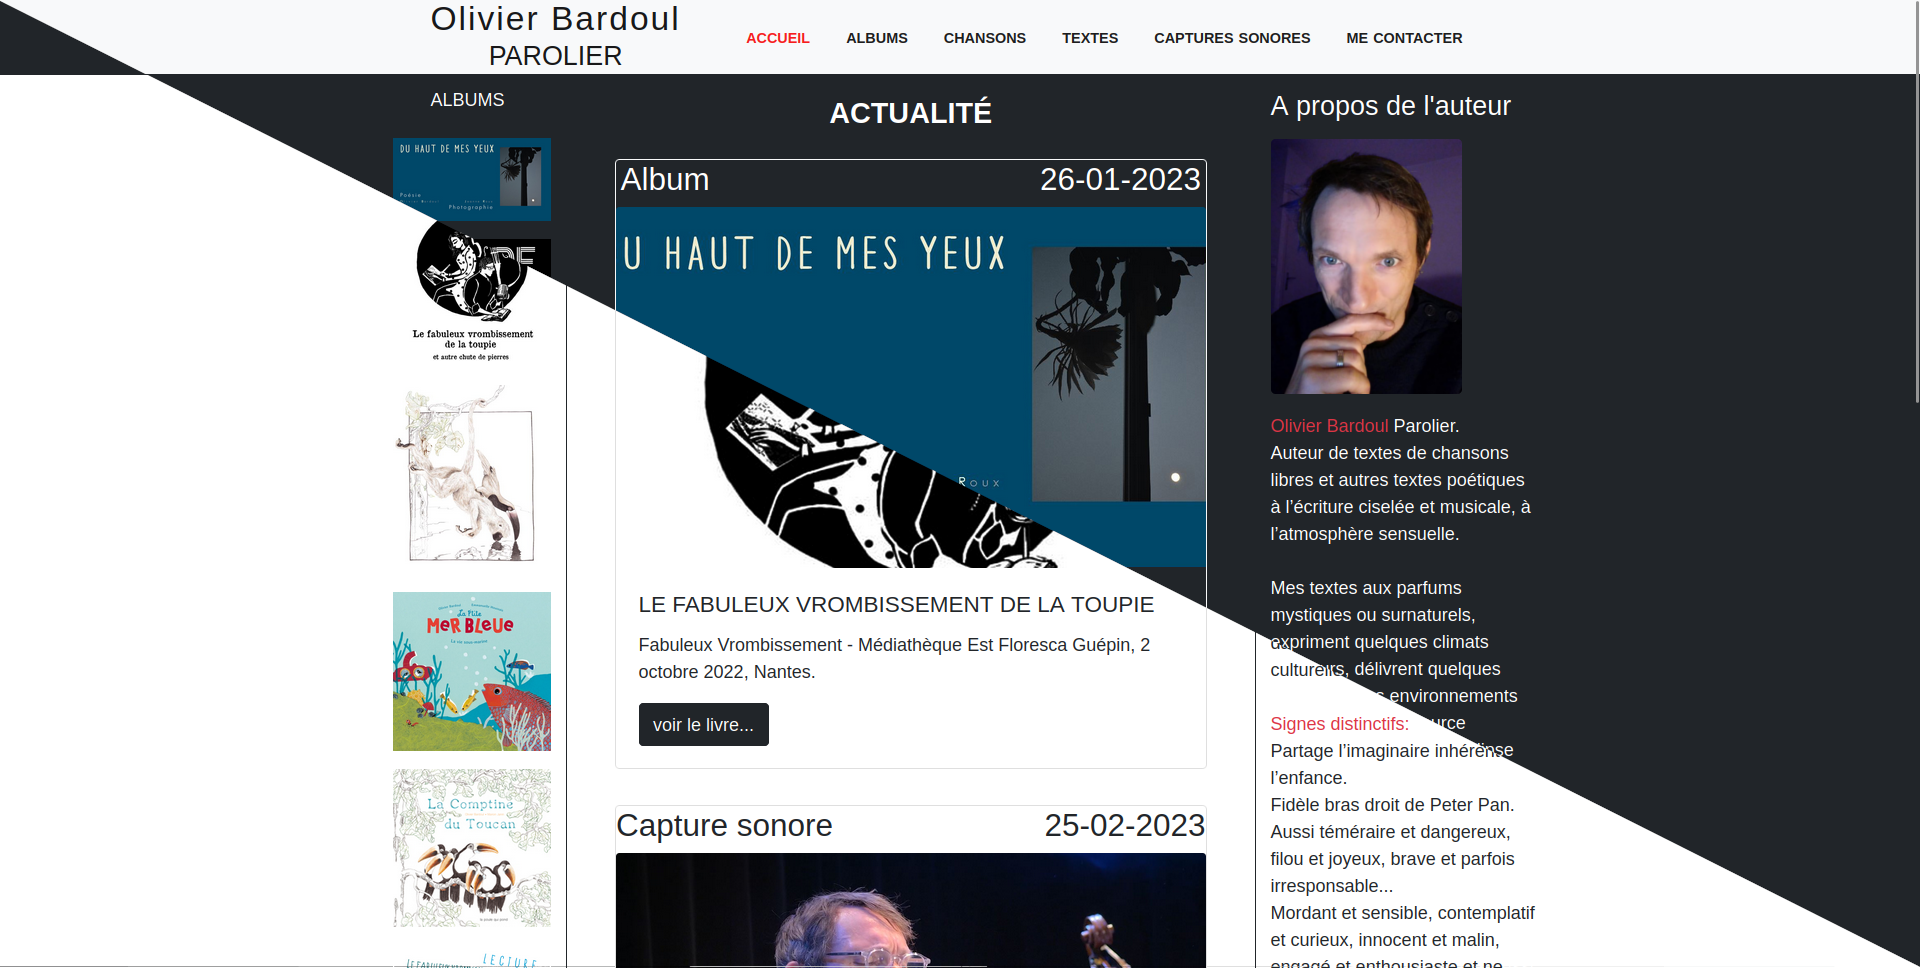 Olivier Bardoul
PAROLIER
ACCUEIL
ALBUMS
CHANSONS
TEXTES
CAPTURES SONORES
ME CONTACTER
ALBUMS
DU HAUT DE MES YEUX
Poésie
Photographie
Le fabuleux vrombissement
de la toupie
et autre chute de pierres
La Ptite
MER BLEUE
La Comptine
du Toucan
LECTURE
ACTUALITÉ
Album
26-01-2023
U HAUT DE MES YEUX
ROUX
LE FABULEUX VROMBISSEMENT DE LA TOUPIE
Fabuleux Vrombissement - Médiathèque Est Floresca Guépin, 2
octobre 2022, Nantes.
voir le livre...
Capture sonore
25-02-2023
A propos de l'auteur
Olivier Bardoul Parolier.
Auteur de textes de chansons
libres et autres textes poétiques
à l’écriture ciselée et musicale, à
l’atmosphère sensuelle.
Mes textes aux parfums
mystiques ou surnaturels,
expriment quelques climats
culturels, délivrent quelques
environnements
Signes distinctifs:
Partage l’imaginaire
l’enfance.
Fidèle bras droit de Peter Pan.
Aussi téméraire et dangereux,
filou et joyeux, brave et parfois
irresponsable...
Mordant et sensible, contemplatif
et curieux, innocent et malin,
engagé et enthousiaste et ne